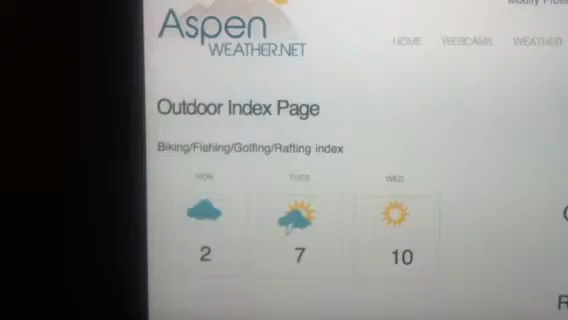 Aspen
WEATHER.NET
HOME WEBCAMS WEATHER
Outdoor Index Page
Biking/Fishing/Golfing/Rafting index
MON TUES WED
2 7 10